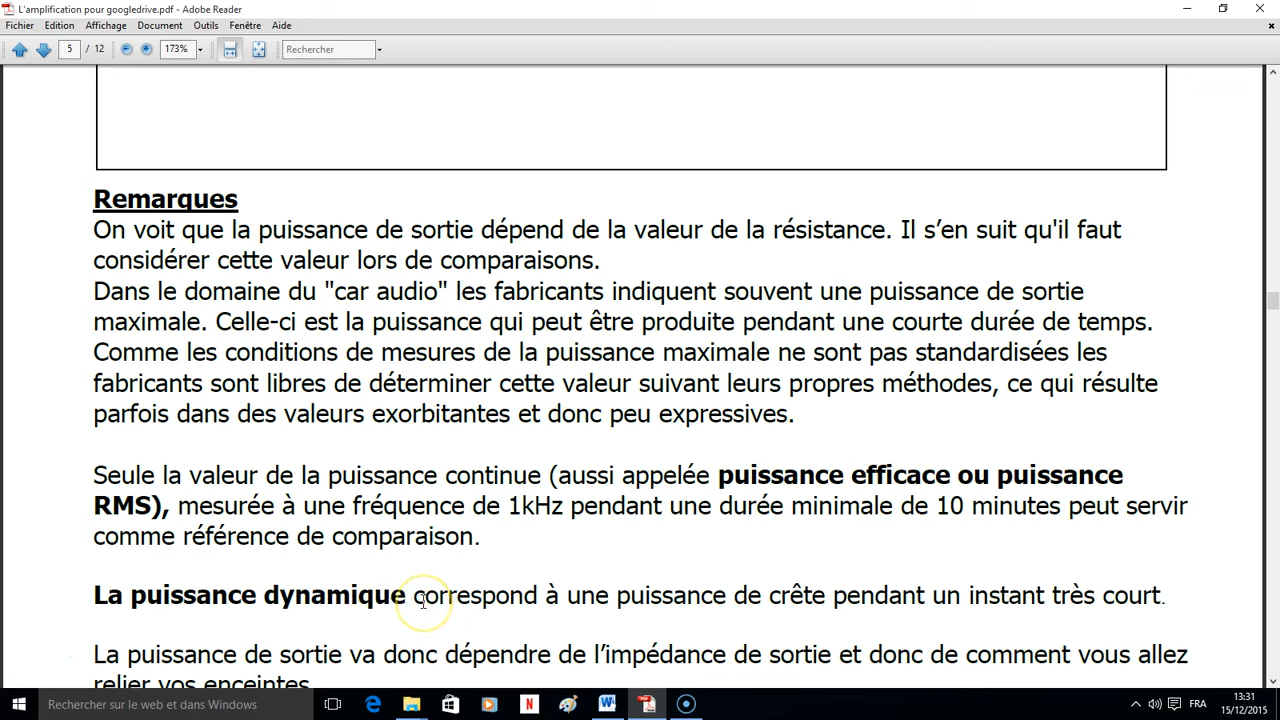 L'amplification pour googledrive.pdf - Adobe Reader
Fichier Edition Affichage Document Outils Fenêtre Aide
5 / 12 173% Rechercher
Remarques
On voit que la puissance de sortie dépend de la valeur de la résistance. Il s’en suit qu'il faut
considérer cette valeur lors de comparaisons.
Dans le domaine du "car audio" les fabricants indiquent souvent une puissance de sortie
maximale. Celle-ci est la puissance qui peut être produite pendant une courte durée de temps.
Comme les conditions de mesures de la puissance maximale ne sont pas standardisées les
fabricants sont libres de déterminer cette valeur suivant leurs propres méthodes, ce qui résulte
parfois dans des valeurs exorbitantes et donc peu expressives.
Seule la valeur de la puissance continue (aussi appelée puissance efficace ou puissance
RMS), mesurée à une fréquence de 1kHz pendant une durée minimale de 10 minutes peut servir
comme référence de comparaison.
La puissance dynamique correspond à une puissance de crête pendant un instant très court.
La puissance de sortie va donc dépendre de l’impédance de sortie et donc de comment vous allez
relier vos enceintes
Rechercher sur le web et dans Windows
FRA
13:31
15/12/2015